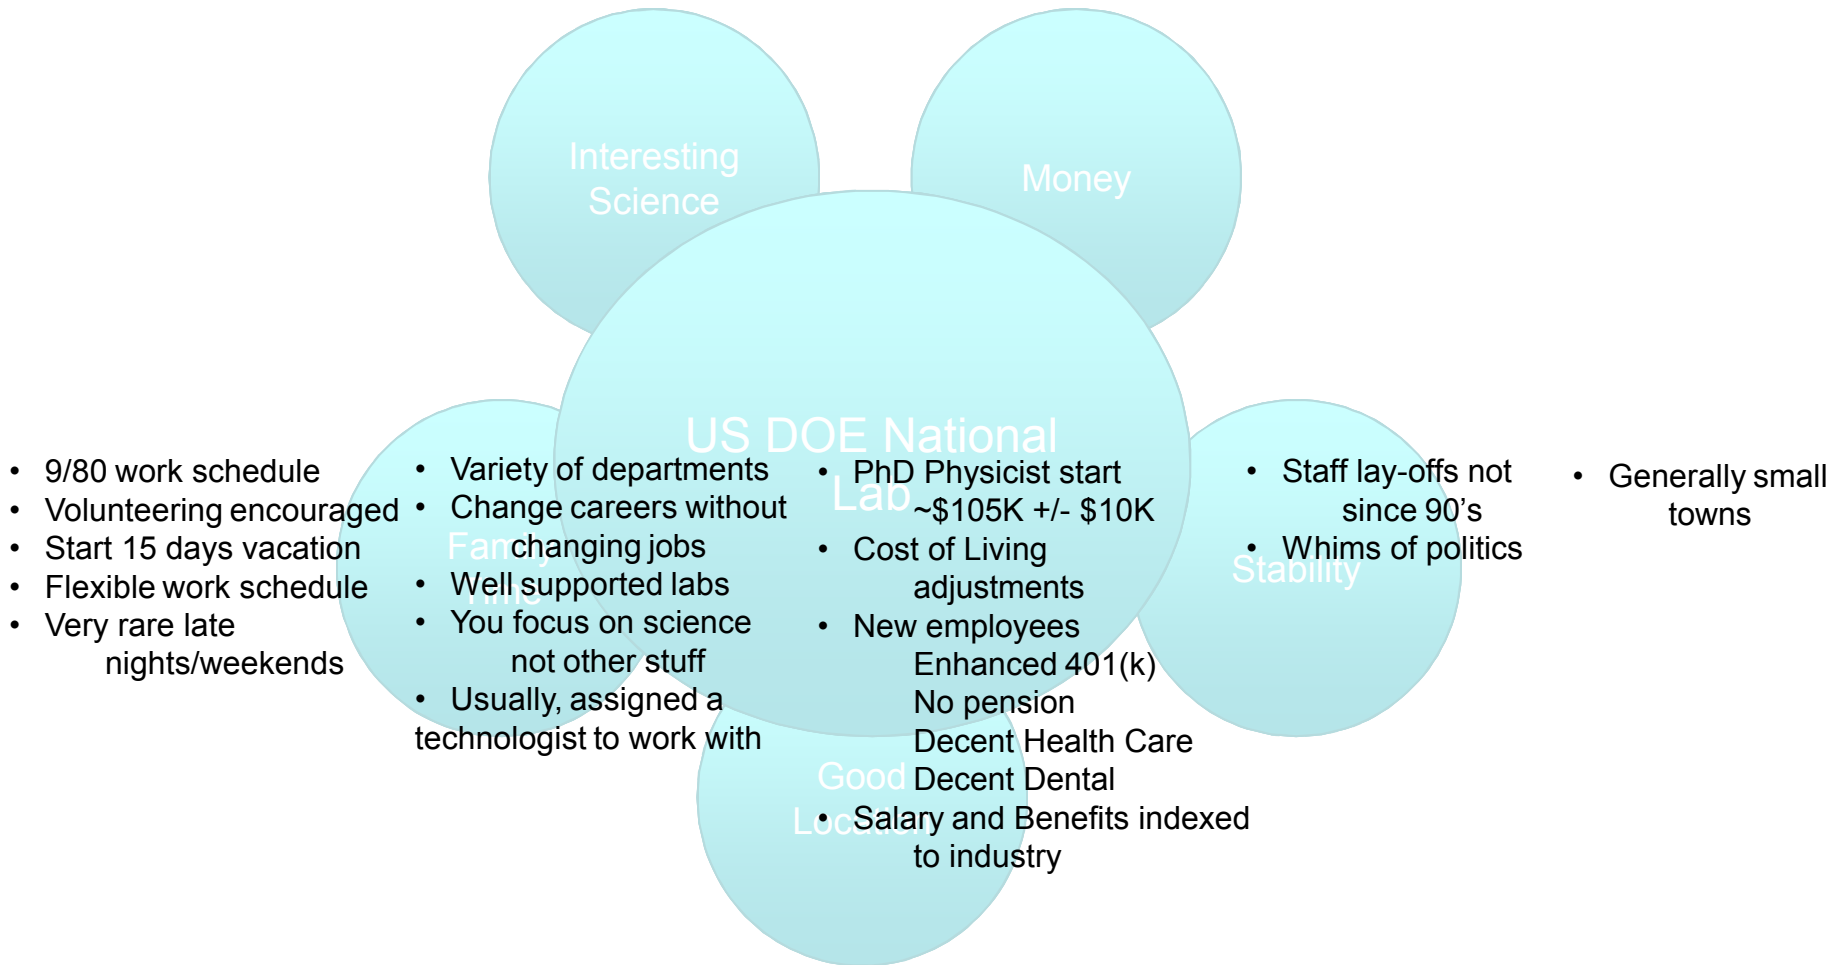 Interesting
Science
Money
US DOE National
Lab
Family
Time
Stability
Good
Location
• 9/80 work schedule
• Volunteering encouraged
• Start 15 days vacation
• Flexible work schedule
• Very rare late
nights/weekends
• Variety of departments
• Change careers without
changing jobs
• Well supported labs
• You focus on science
not other stuff
• Usually, assigned a
technologist to work with
• PhD Physicist start
~$105K +/- $10K
• Cost of Living
adjustments
• New employees
Enhanced 401(k)
No pension
Decent Health Care
Decent Dental
• Salary and Benefits indexed
to industry
• Staff lay-offs not
since 90’s
• Whims of politics
• Generally small
towns